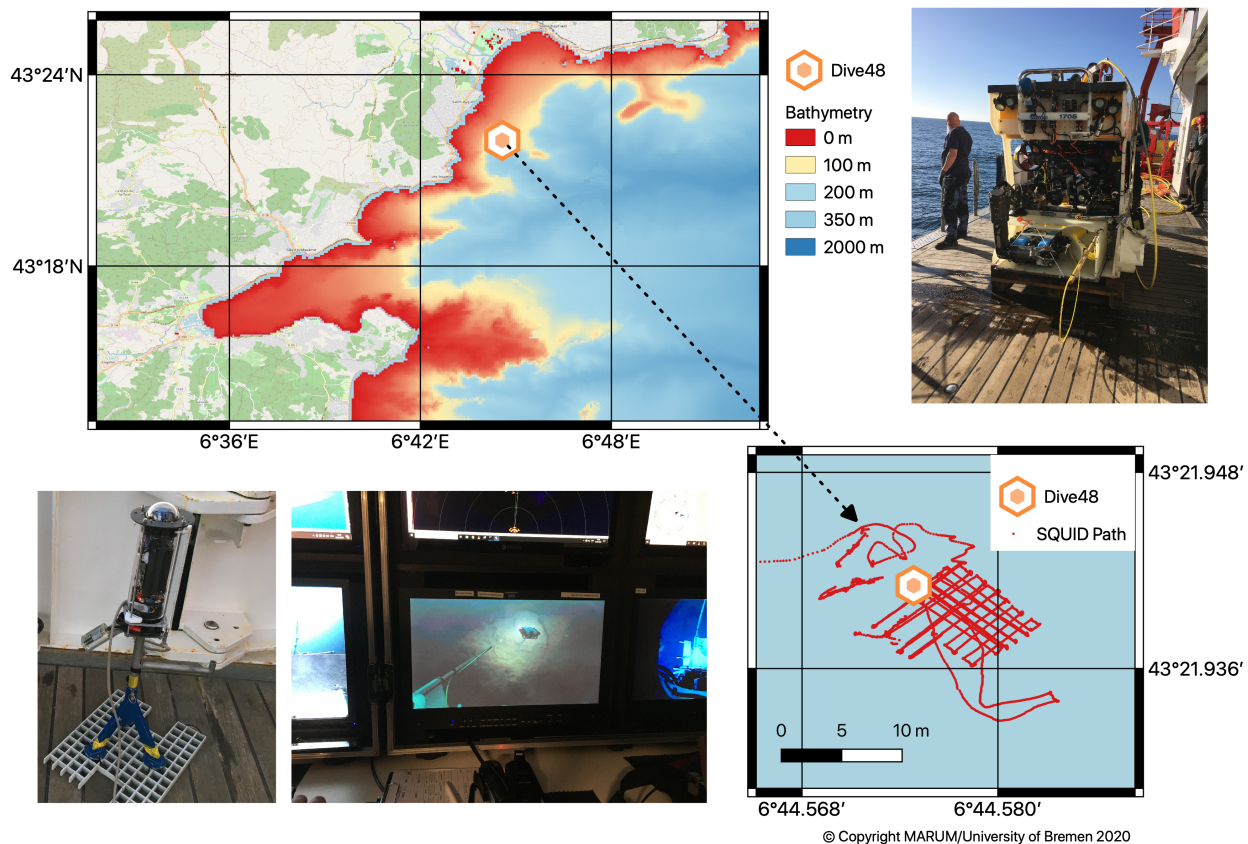 43°24′N
43°18′N
6°36′E
6°42′E
6°48′E
Dive48
Bathymetry
0 m
100 m
200 m
350 m
2000 m
43°21.948′
43°21.936′
Dive48
SQUID Path
0 5 10 m
6°44.568′
6°44.580′
© Copyright MARUM/University of Bremen 2020